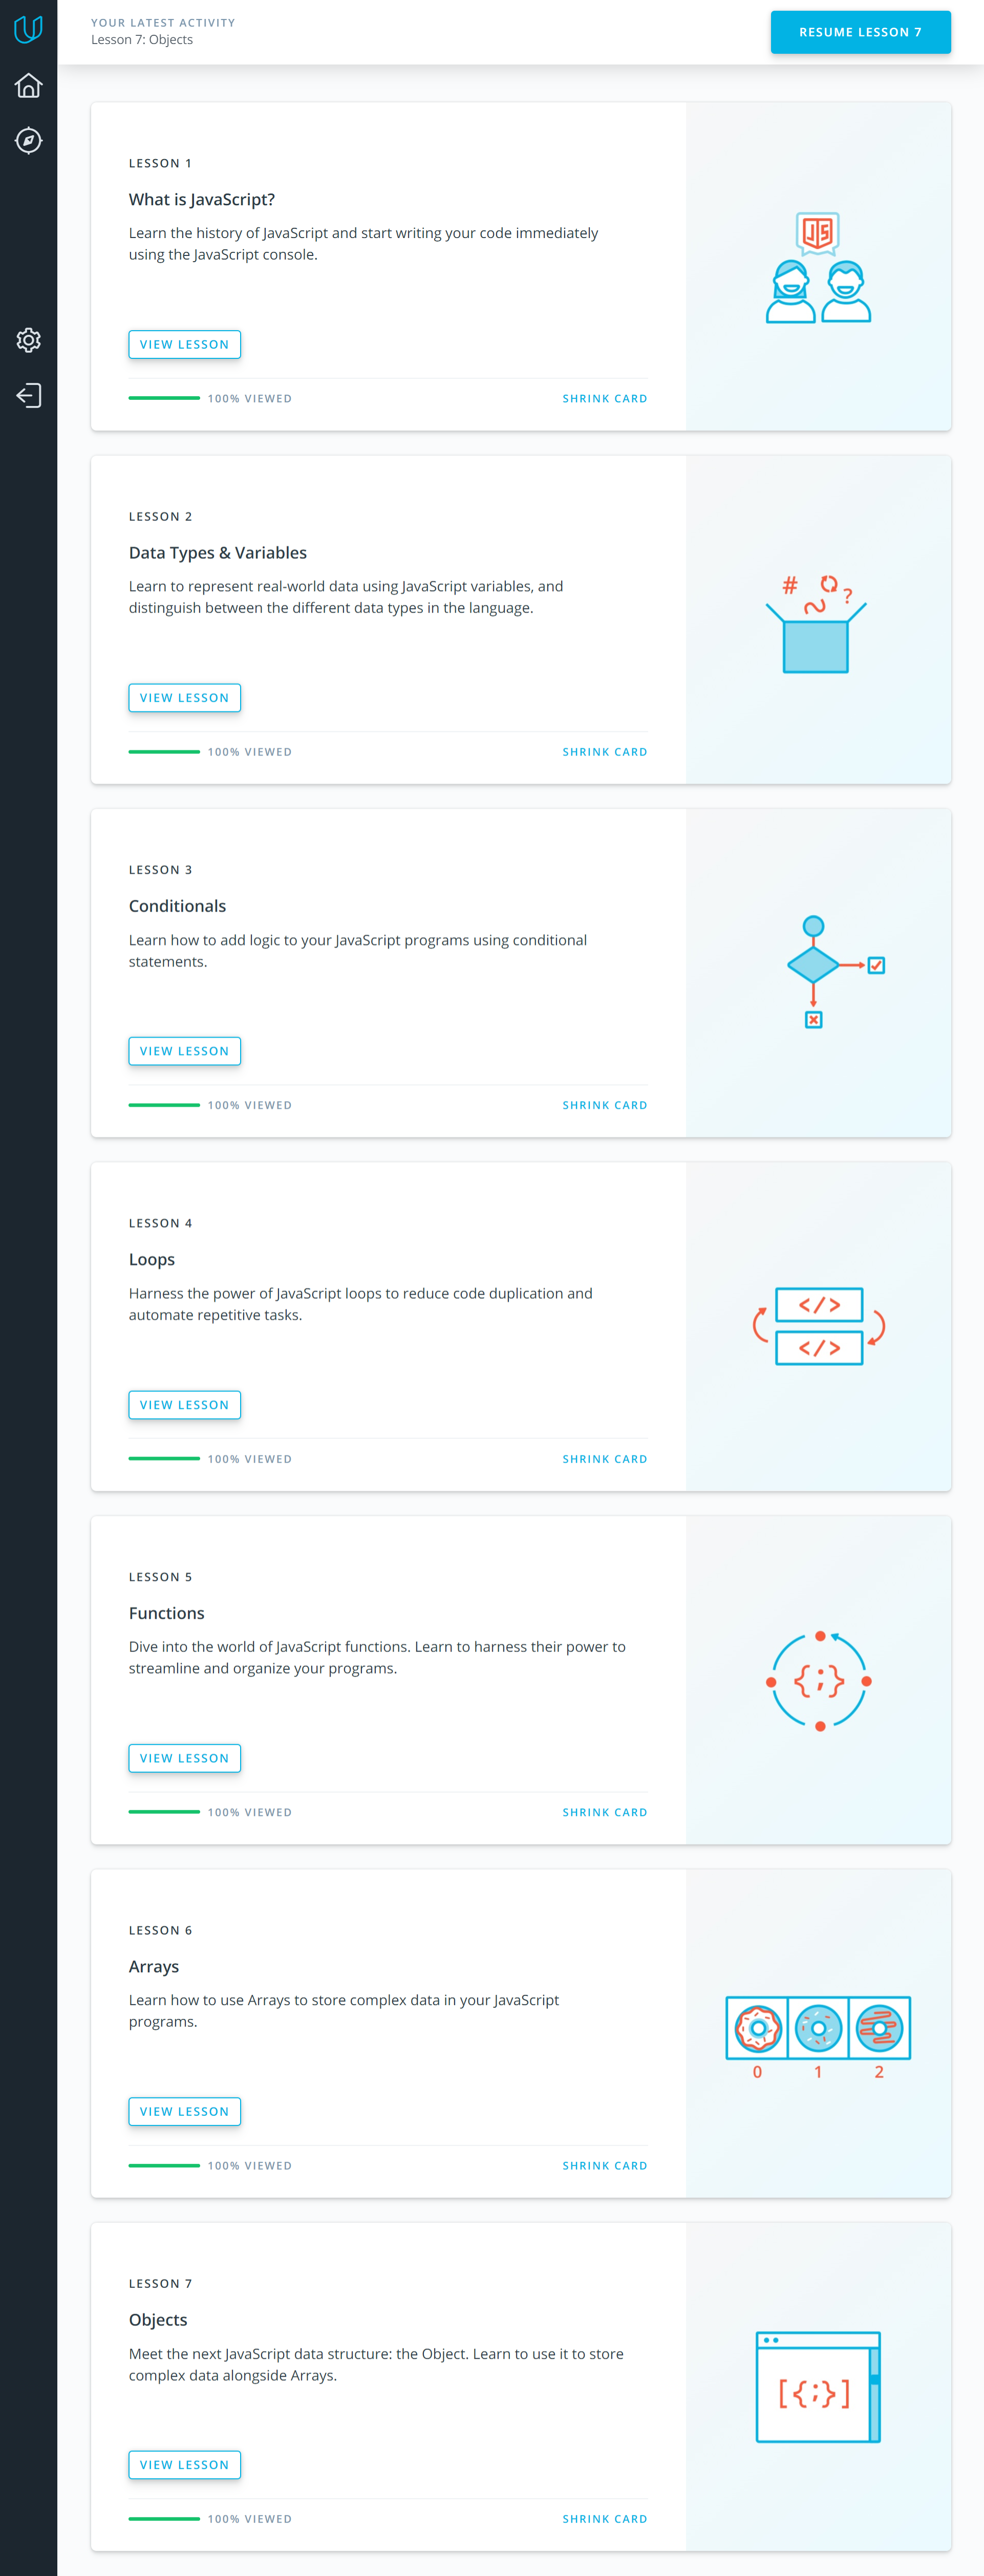 YOUR LATEST ACTIVITY
Lesson 7: Objects
RESUME LESSON 7
LESSON 1
What is JavaScript?
Learn the history of JavaScript and start writing your code immediately
using the JavaScript console.
JS
VIEW LESSON
100% VIEWED
SHRINK CARD
LESSON 2
Data Types & Variables
Learn to represent real-world data using JavaScript variables, and
distinguish between the different data types in the language.
# ?
VIEW LESSON
100% VIEWED
SHRINK CARD
LESSON 3
Conditionals
Learn how to add logic to your JavaScript programs using conditional
statements.
VIEW LESSON
100% VIEWED
SHRINK CARD
LESSON 4
Loops
Harness the power of JavaScript loops to reduce code duplication and
automate repetitive tasks.
</>
</>
VIEW LESSON
100% VIEWED
SHRINK CARD
LESSON 5
Functions
Dive into the world of JavaScript functions. Learn to harness their power to
streamline and organize your programs.
{;}
VIEW LESSON
100% VIEWED
SHRINK CARD
LESSON 6
Arrays
Learn how to use Arrays to store complex data in your JavaScript
programs.
0 1 2
VIEW LESSON
100% VIEWED
SHRINK CARD
LESSON 7
Objects
Meet the next JavaScript data structure: the Object. Learn to use it to store
complex data alongside Arrays.
[{;}]
VIEW LESSON
100% VIEWED
SHRINK CARD